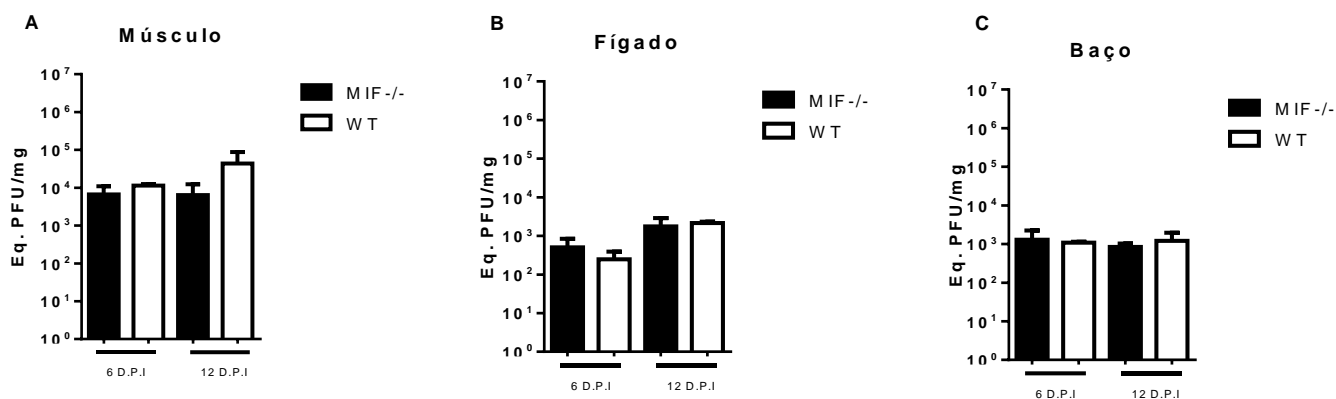 A
Músculo
Eq. PFU/mg
10⁷
10⁶
10⁵
10⁴
10³
10²
10¹
10⁰
6 D.P.I
12 D.P.I
MIF-/-
WT
B
Fígado
Eq. PFU/mg
10⁷
10⁶
10⁵
10⁴
10³
10²
10¹
10⁰
6 D.P.I
12 D.P.I
MIF-/-
WT
C
Baço
Eq. PFU/mg
10⁷
10⁶
10⁵
10⁴
10³
10²
10¹
10⁰
6 D.P.I
12 D.P.I
MIF-/-
WT